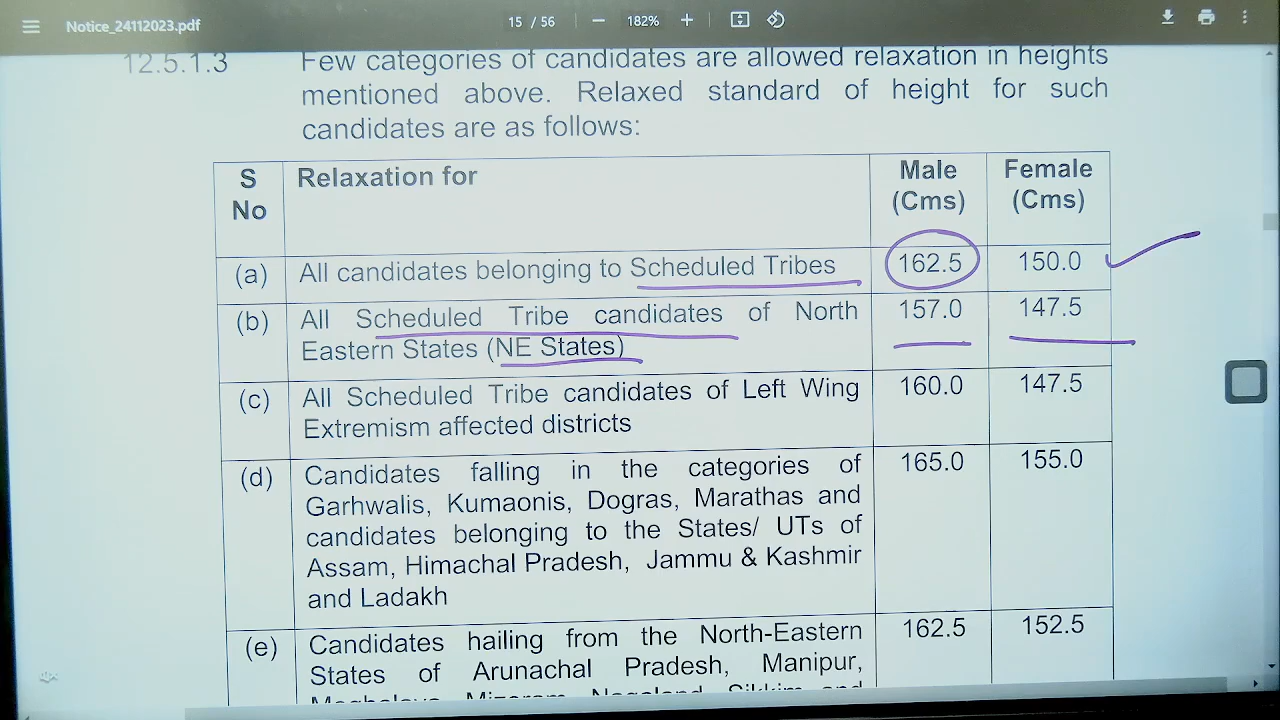 Notice_24112023.pdf
15 / 56
182%
12.5.1.3 Few categories of candidates are allowed relaxation in heights
mentioned above. Relaxed standard of height for such
candidates are as follows:
S No
Relaxation for
Male (Cms)
Female (Cms)
(a) All candidates belonging to Scheduled Tribes 162.5 150.0
(b) All Scheduled Tribe candidates of North 157.0 147.5
Eastern States (NE States)
(c) All Scheduled Tribe candidates of Left Wing 160.0 147.5
Extremism affected districts
(d) Candidates falling in the categories of 165.0 155.0
Garhwalis, Kumaonis, Dogras, Marathas and
candidates belonging to the States/ UTs of
Assam, Himachal Pradesh, Jammu & Kashmir
and Ladakh
(e) Candidates hailing from the North-Eastern 162.5 152.5
States of Arunachal Pradesh, Manipur,
Meghalaya, Mizoram, Nagaland, Sikkim and